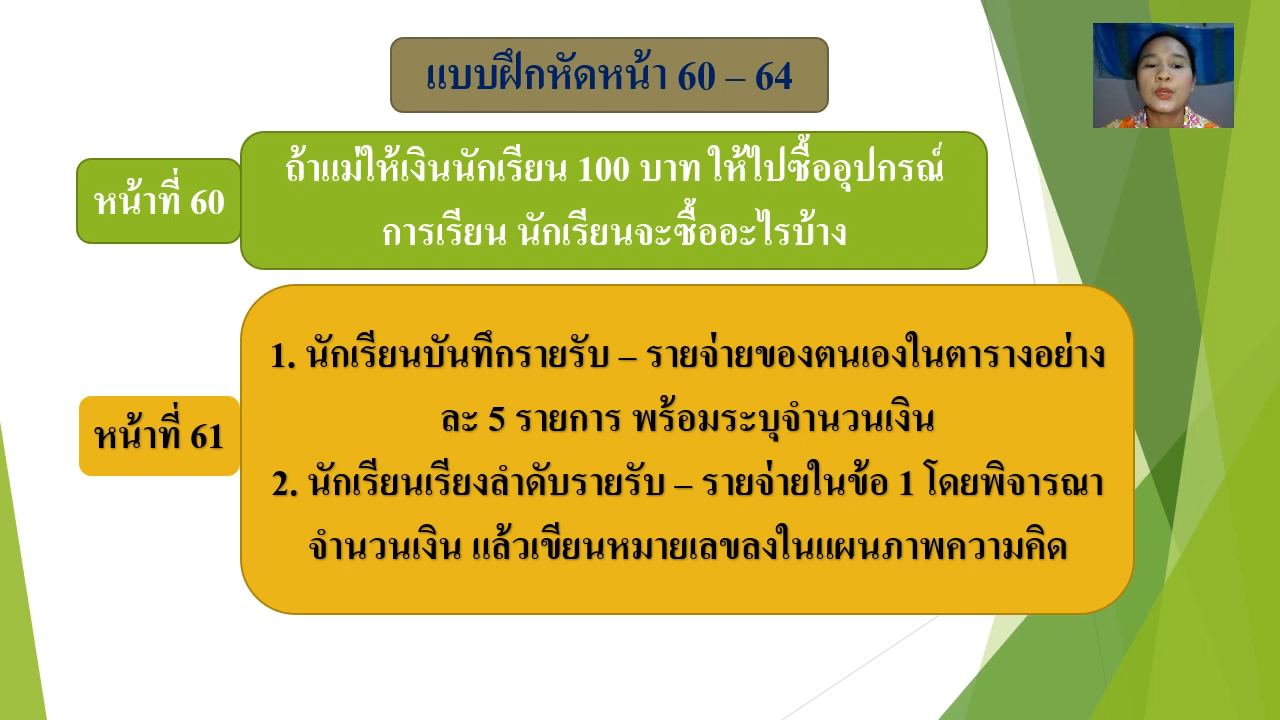 แบบฝึกหัดหน้า 60 – 64
หน้าที่ 60
ถ้าแม่ให้เงินนักเรียน 100 บาท ให้ไปซื้ออุปกรณ์
การเรียน นักเรียนจะซื้ออะไรบ้าง
หน้าที่ 61
1. นักเรียนบันทึกรายรับ – รายจ่ายของตนเองในตารางอย่าง
ละ 5 รายการ พร้อมระบุจำนวนเงิน
2. นักเรียนเรียงลำดับรายรับ – รายจ่ายในข้อ 1 โดยพิจารณา
จำนวนเงิน แล้วเขียนหมายเลขลงในแผนภาพความคิด